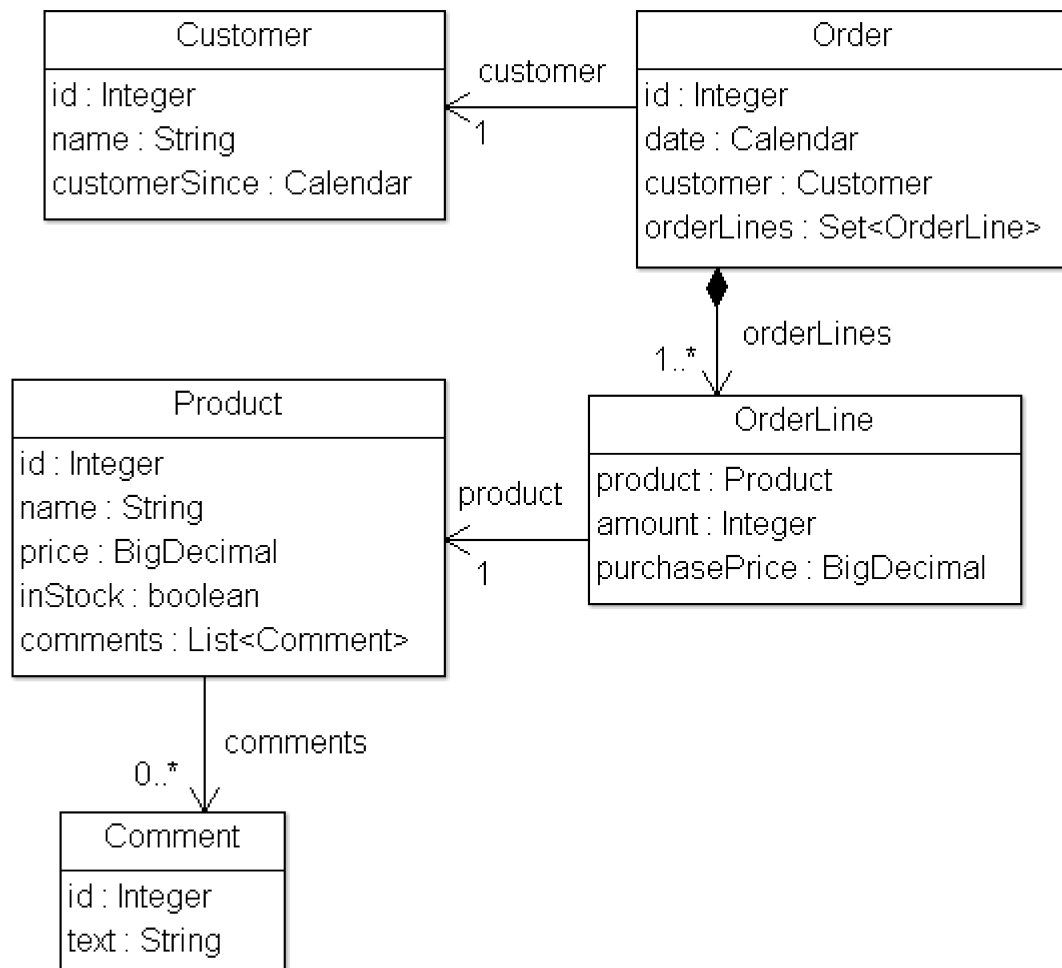 Customer
id : Integer
name : String
customerSince : Calendar
customer
1
Order
id : Integer
date : Calendar
customer : Customer
orderLines : Set<OrderLine>
orderLines
1..*
Product
id : Integer
name : String
price : BigDecimal
inStock : boolean
comments : List<Comment>
product
1
OrderLine
product : Product
amount : Integer
purchasePrice : BigDecimal
comments
0..*
Comment
id : Integer
text : String